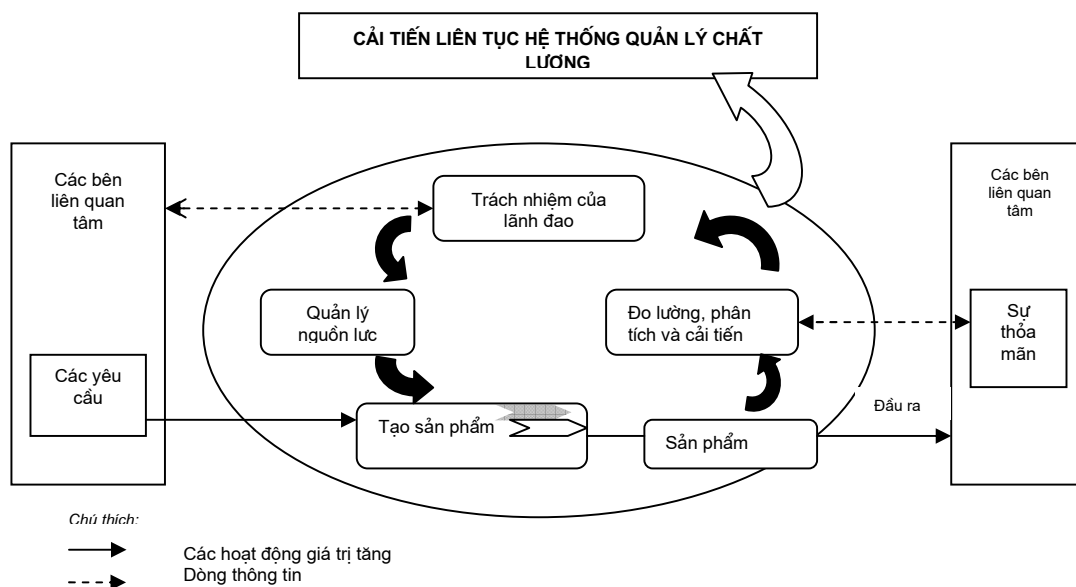 CẢI TIẾN LIÊN TỤC HỆ THỐNG QUẢN LÝ CHẤT
LƯƠNG
Các bên
liên quan
tâm
Trách nhiệm của
lãnh đao
Các bên
liên quan
tâm
Quản lý
nguồn lực
Đo lường, phân
tích và cải tiến
Sự
thỏa
mãn
Các yêu
cầu
Tạo sản phẩm
Sản phẩm
Đầu ra
Chú thích:
Các hoạt động giá trị tăng
Dòng thông tin